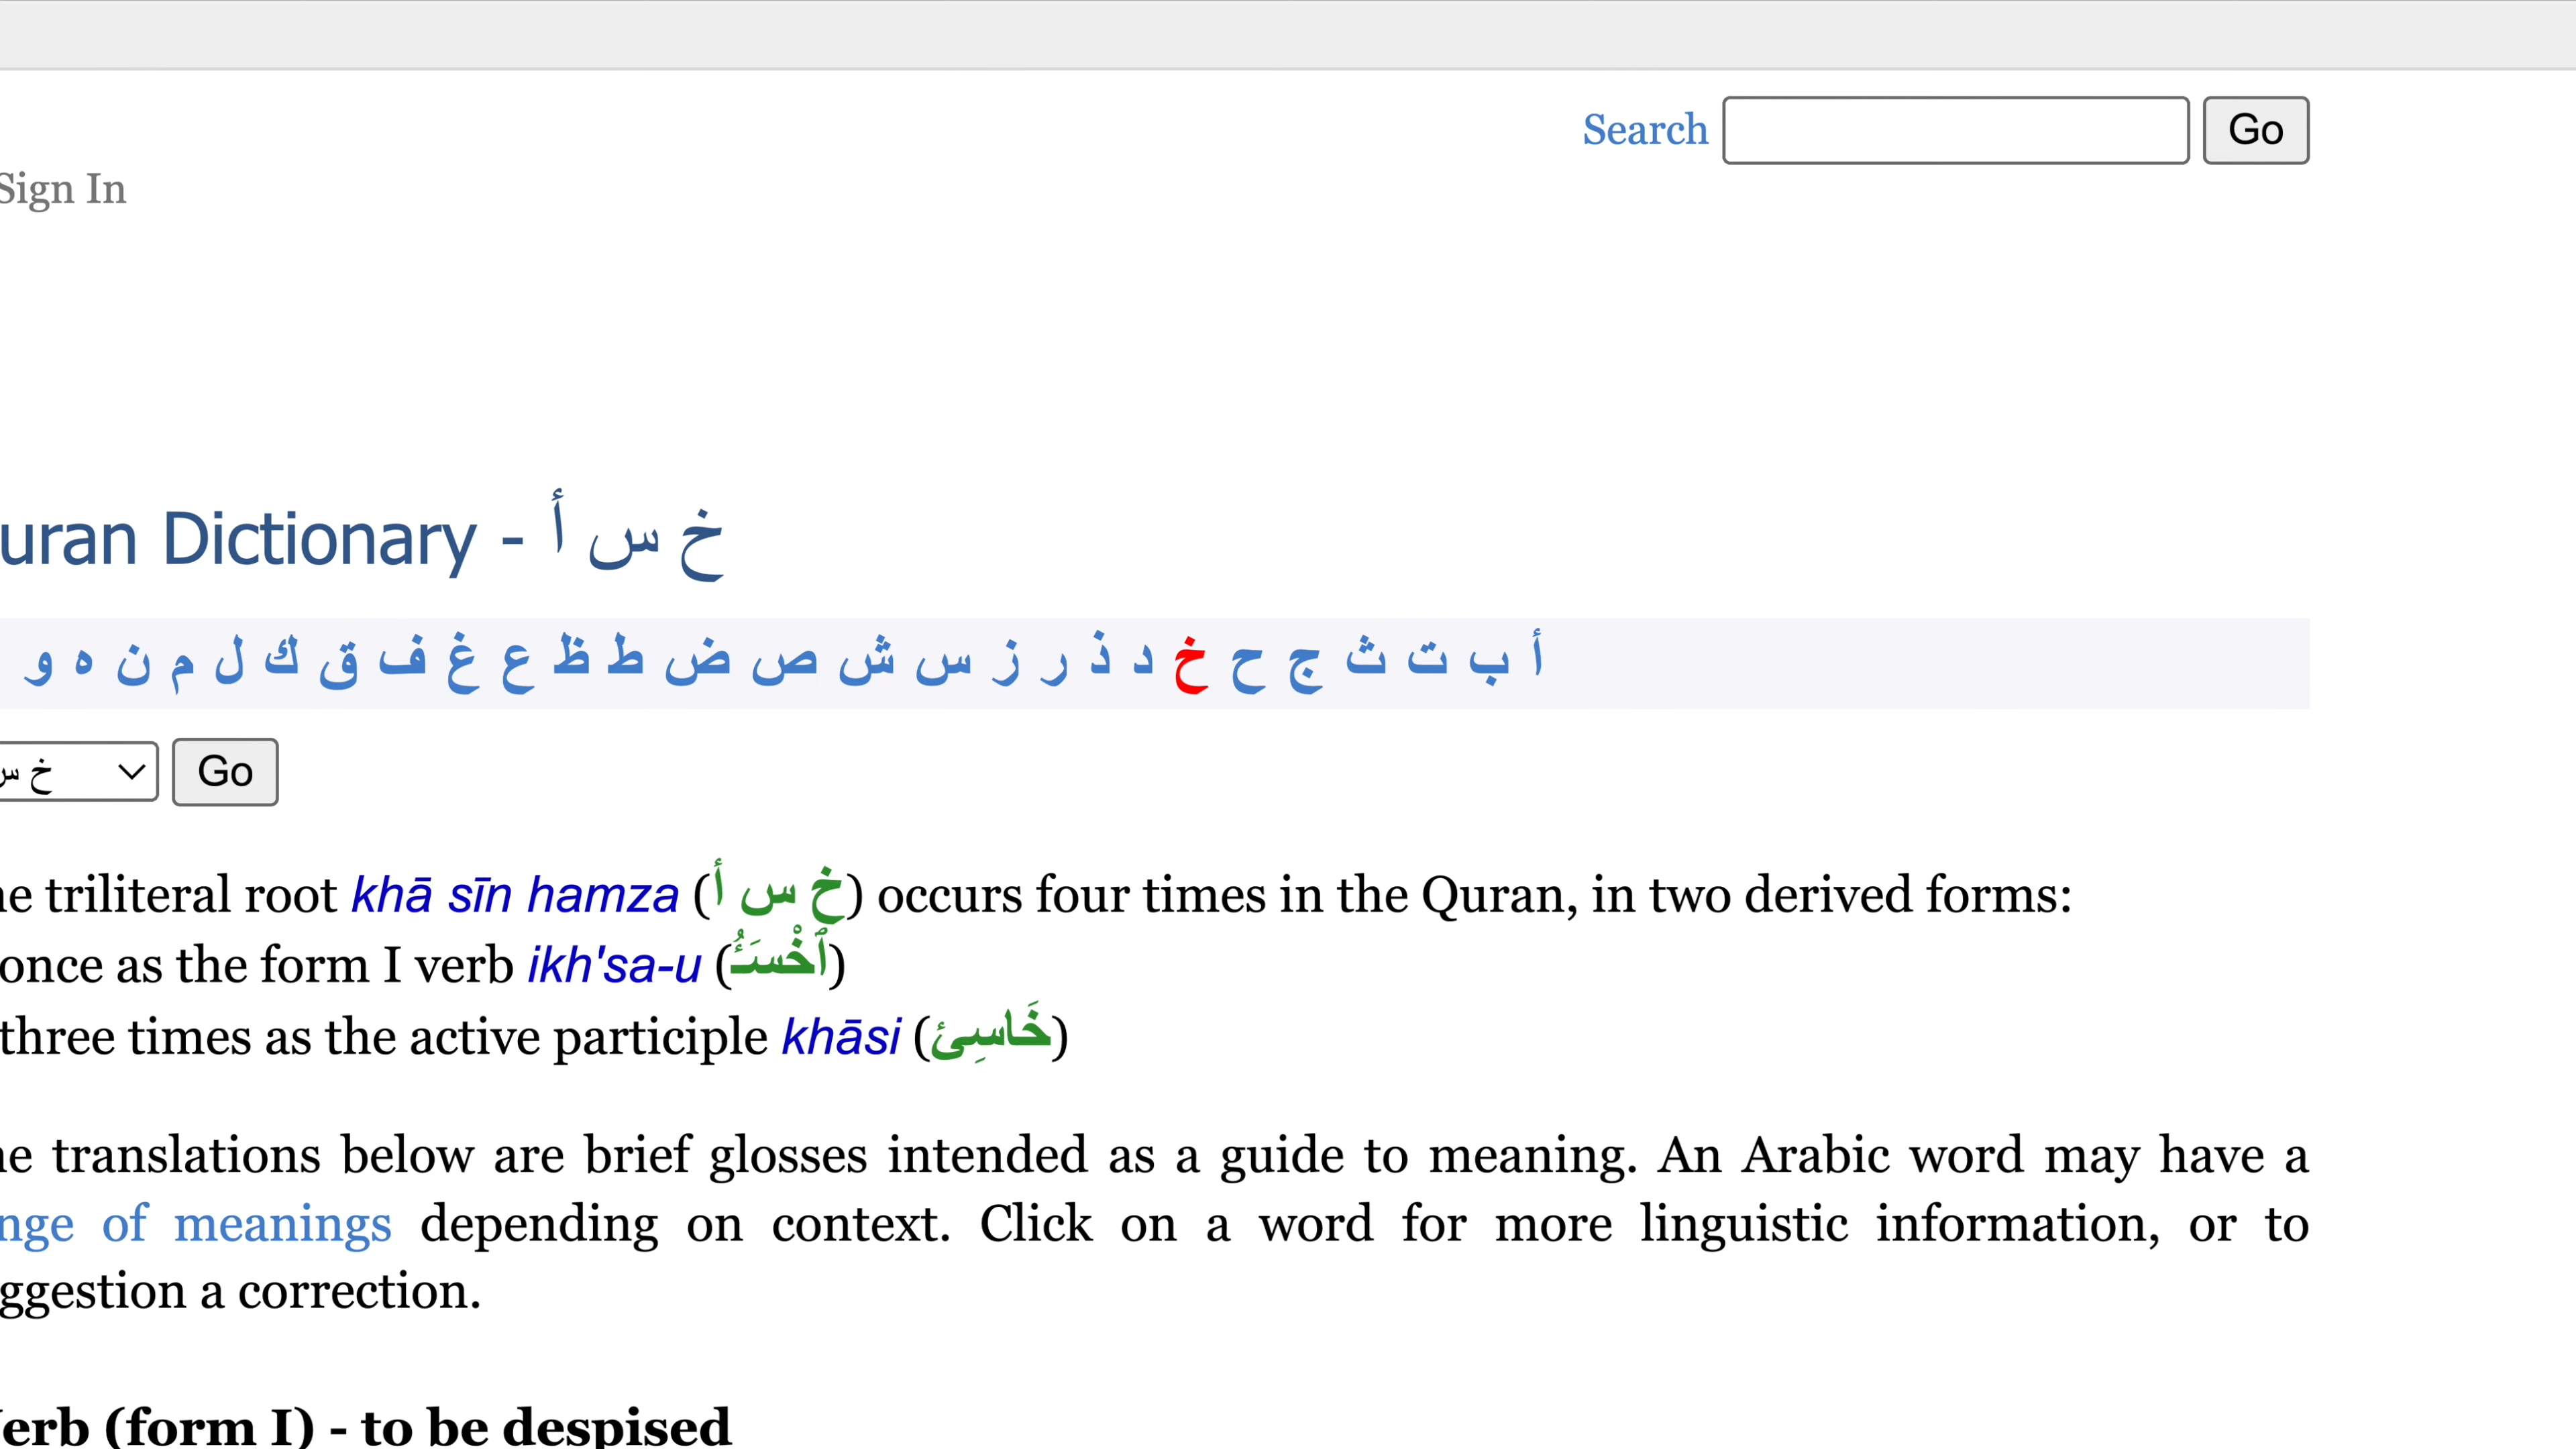 Search Go
Sign In
uran Dictionary - خ س أ
أ ب ت ث ج ح خ د ذ ر ز س ش ص ض ط ظ ع غ ف ق ك ل م ن ه و
خ س Go
he triliteral root khā sīn hamza (خ س أ) occurs four times in the Quran, in two derived forms:
once as the form I verb ikh'sa-u (ٱخْسَـُٔ)
three times as the active participle khāsi (خَاسِئ)
he translations below are brief glosses intended as a guide to meaning. An Arabic word may have a
nge of meanings depending on context. Click on a word for more linguistic information, or to
ggestion a correction.
erb (form I) - to be despised